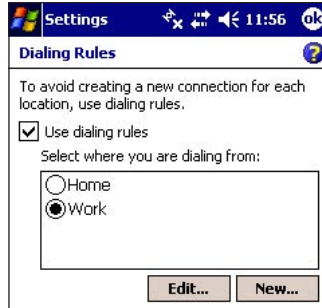 Settings 11:56 ok
Dialing Rules ?
To avoid creating a new connection for each
location, use dialing rules.
Use dialing rules
Select where you are dialing from:
Home
Work
Edit... New...